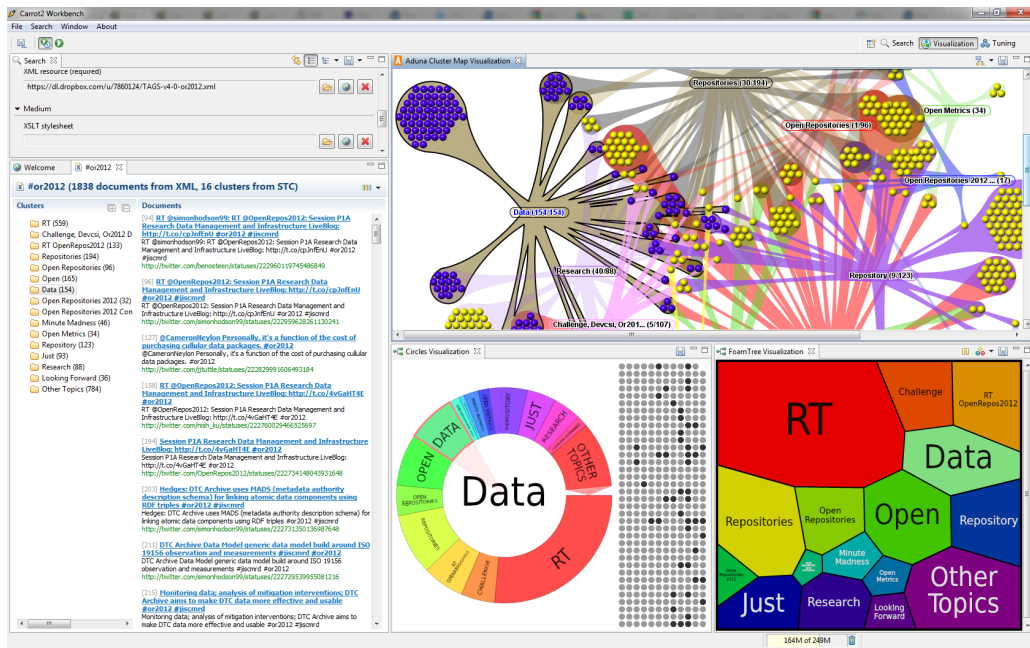 Carrot2 Workbench
File Search Window About
Search Visualization Tuning
Search
XML resource (required)
https://dl.dropbox.com/u/7860124/TAGS-v4-0-or2012.xml
Medium
XSLT stylesheet
Welcome #or2012
#or2012 (1838 documents from XML, 16 clusters from STC)
Clusters
RT (559)
Challenge, Devcsi, Or2012 D
RT OpenRepos2012 (133)
Repositories (194)
Open Repositories (96)
Open (165)
Data (154)
Open Repositories 2012 (32)
Open Repositories 2012 Con
Minute Madness (46)
Open Metrics (34)
Repository (123)
Just (93)
Research (88)
Looking Forward (36)
Other Topics (784)
Documents
[94] RT @simonhodson99: RT @OpenRepos2012: Session P1A
Research Data Management and Infrastructure LiveBlog:
http://t.co/cpJnfEnU #or2012 #jiscmrd
RT @simonhodson99: RT @OpenRepos2012: Session P1A Research Data
Management and Infrastructure LiveBlog: http://t.co/cpJnfEnU #or2012
#jiscmrd
http://twitter.com/benosteen/statuses/222960119745486849
[96] RT @OpenRepos2012: Session P1A Research Data
Management and Infrastructure LiveBlog: http://t.co/cpJnfEnU
#or2012 #jiscmrd
RT @OpenRepos2012: Session P1A Research Data Management and
Infrastructure LiveBlog: http://t.co/cpJnfEnU #or2012 #jiscmrd
http://twitter.com/simonhodson99/statuses/222959628261130241
[127] @CameronNeylon Personally, it's a function of the cost of
purchasing cullular data packages. #or2012
@CameronNeylon Personally, it's a function of the cost of purchasing cullular
data packages. #or2012
http://twitter.com/jjtuttle/statuses/222829991606493184
[158] RT @OpenRepos2012: Session P1A Research Data
Management and Infrastructure LiveBlog: http://t.co/4vGaHT4E
#or2012
RT @OpenRepos2012: Session P1A Research Data Management and
Infrastructure LiveBlog: http://t.co/4vGaHT4E #or2012
http://twitter.com/nish_ku/statuses/222760029466525697
[194] Session P1A Research Data Management and Infrastructure
LiveBlog: http://t.co/4vGaHT4E #or2012
Session P1A Research Data Management and Infrastructure LiveBlog:
http://t.co/4vGaHT4E #or2012
http://twitter.com/OpenRepos2012/statuses/222734148043931648
[203] Hedges: DTC Archive uses MADS (metadata authority
description schema) for linking atomic data components using
RDF triples #or2012 #jiscmrd
Hedges: DTC Archive uses MADS (metadata authority description schema) for
linking atomic data components using RDF triples #or2012 #jiscmrd
http://twitter.com/simonhodson99/statuses/222731350136987648
[211] DTC Archive Data Model generic data model build around ISO
19156 observation and measurements #jiscmrd #or2012
DTC Archive Data Model generic data model build around ISO 19156
observation and measurements #jiscmrd #or2012
http://twitter.com/simonhodson99/statuses/222729539955081216
[215] Monitoring data; analysis of mitigation interventions; DTC
Archive aims to make DTC data more effective and usable
#or2012 #jiscmrd
Monitoring data; analysis of mitigation interventions; DTC Archive aims to
make DTC data more effective and usable #or2012 #jiscmrd
Aduna Cluster Map Visualization
Repositories (30/194)
Open Metrics (34)
Open Repositories (1/96)
Open Repositories 2012 ... (17)
Data (154/154)
Research (40/88)
Repository (9/123)
Challenge, Devcsi, Or201... (5/107)
Circles Visualization
Data
RT
CHALLENGE
RT OPENREPOS2012
REPOSITORIES
OPEN REPOSITORIES
OPEN
DATA
OPEN METRICS
REPOSITORY
JUST
RESEARCH
LOOKING FORWARD
OTHER TOPICS
FoamTree Visualization
RT
Challenge
RT
OpenRepos2012
Data
Repositories
Open
Repositories
Open
Repository
Open
Repositories
2012
Minute
Madness
Open
Metrics
Just
Research
Looking
Forward
Other
Topics
164M of 249M